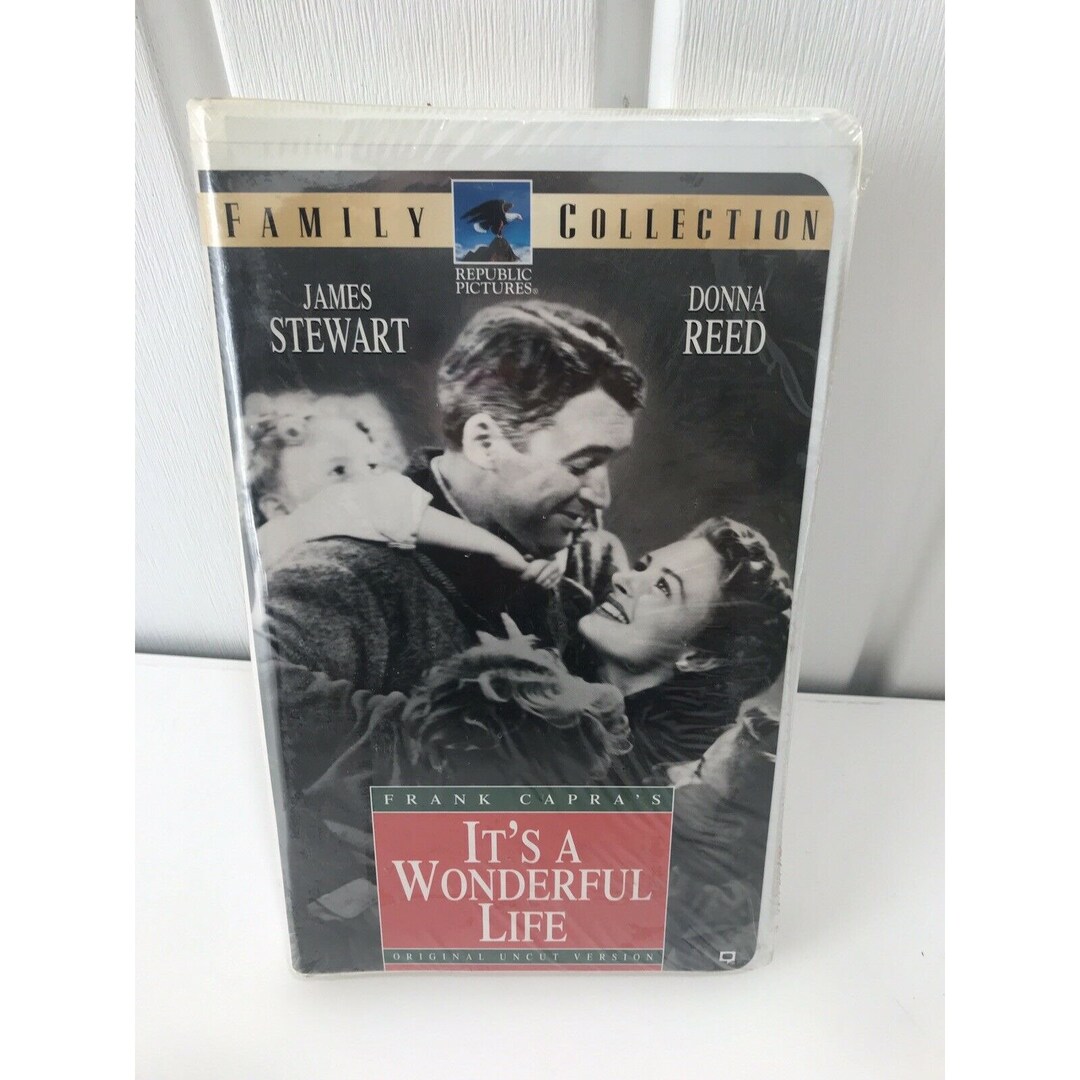 FAMILY COLLECTION
REPUBLIC
PICTURES®
JAMES
STEWART
DONNA
REED
FRANK CAPRA'S
IT'S A
WONDERFUL
LIFE
ORIGINAL UNCUT VERSION